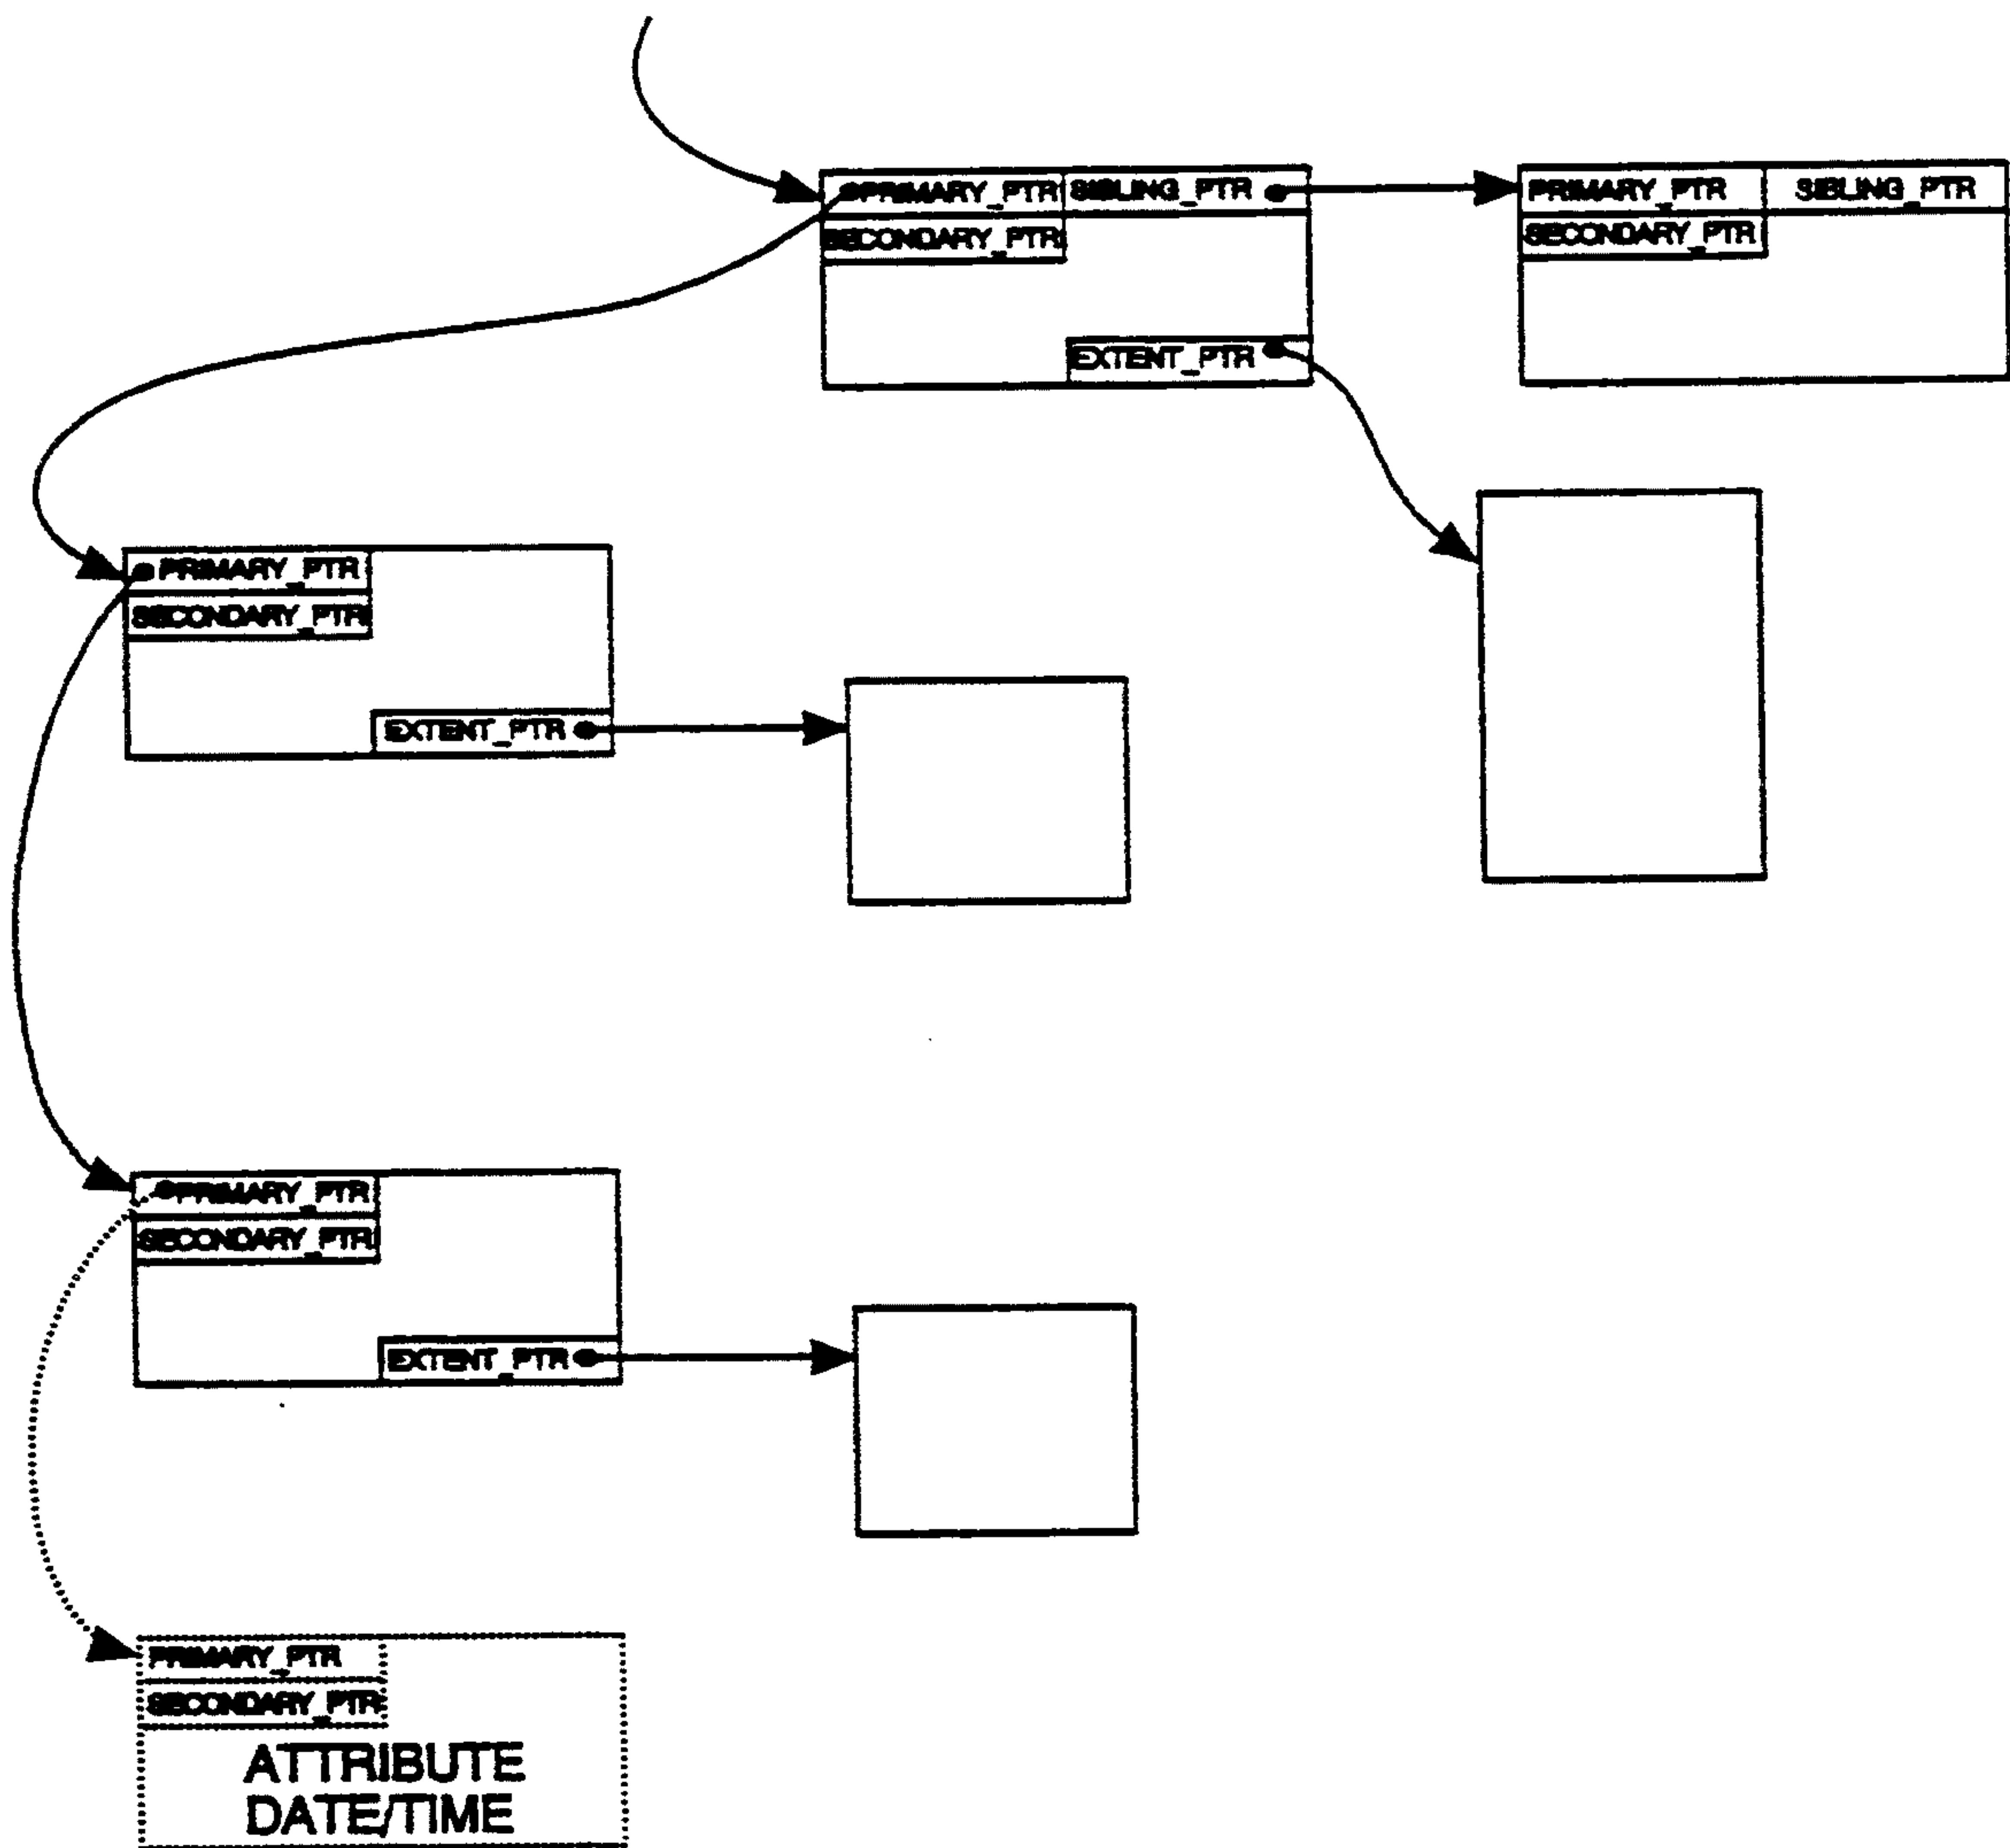 PRIMARY_PTR SIBLING_PTR
SECONDARY_PTR
EXTENT_PTR
PRIMARY_PTR SIBLING_PTR
SECONDARY_PTR
PRIMARY_PTR
SECONDARY_PTR
EXTENT_PTR
PRIMARY_PTR
SECONDARY_PTR
EXTENT_PTR
PRIMARY_PTR
SECONDARY_PTR
ATTRIBUTE
DATE/TIME